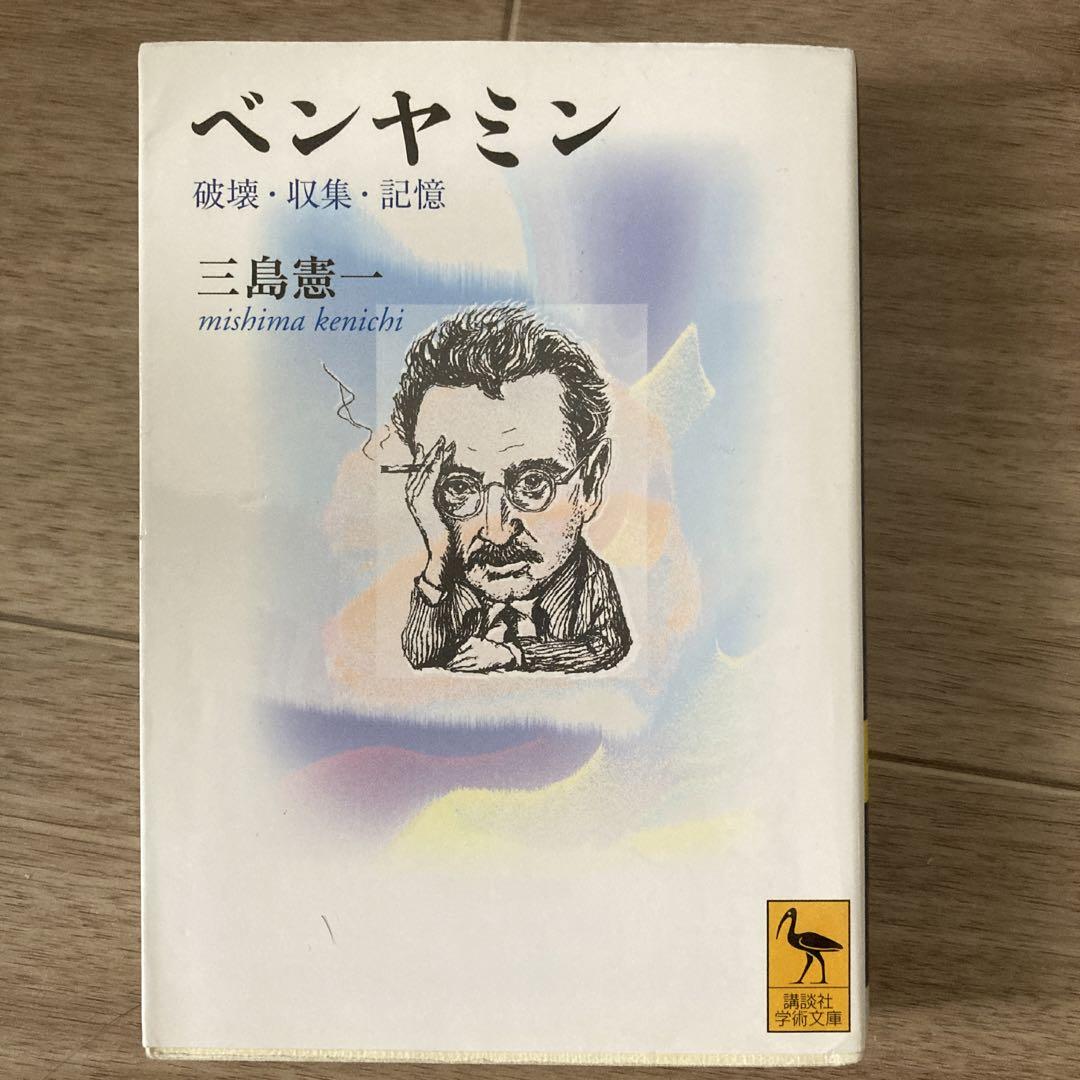 ベンヤミン
破壊・収集・記憶
三島憲一
mishima kenichi
講談社
学術文庫